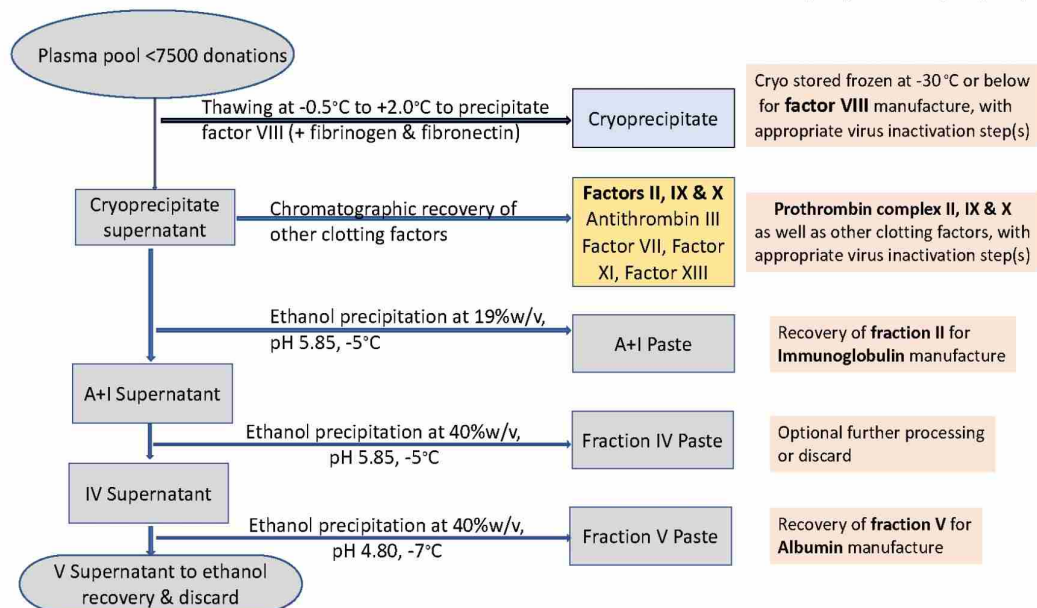 Plasma pool <7500 donations
Thawing at -0.5°C to +2.0°C to precipitate
factor VIII (+ fibrinogen & fibronectin)
Cryoprecipitate
Cryo stored frozen at -30°C or below
for factor VIII manufacture, with
appropriate virus inactivation step(s)
Cryoprecipitate
supernatant
Chromatographic recovery of
other clotting factors
Factors II, IX & X
Antithrombin III
Factor VII, Factor
XI, Factor XIII
Prothrombin complex II, IX & X
as well as other clotting factors, with
appropriate virus inactivation step(s)
Ethanol precipitation at 19%w/v,
pH 5.85, -5°C
A+I Paste
Recovery of fraction II for
Immunoglobulin manufacture
A+I Supernatant
Ethanol precipitation at 40%w/v,
pH 5.85, -5°C
Fraction IV Paste
Optional further processing
or discard
IV Supernatant
Ethanol precipitation at 40%w/v,
pH 4.80, -7°C
Fraction V Paste
Recovery of fraction V for
Albumin manufacture
V Supernatant to ethanol
recovery & discard